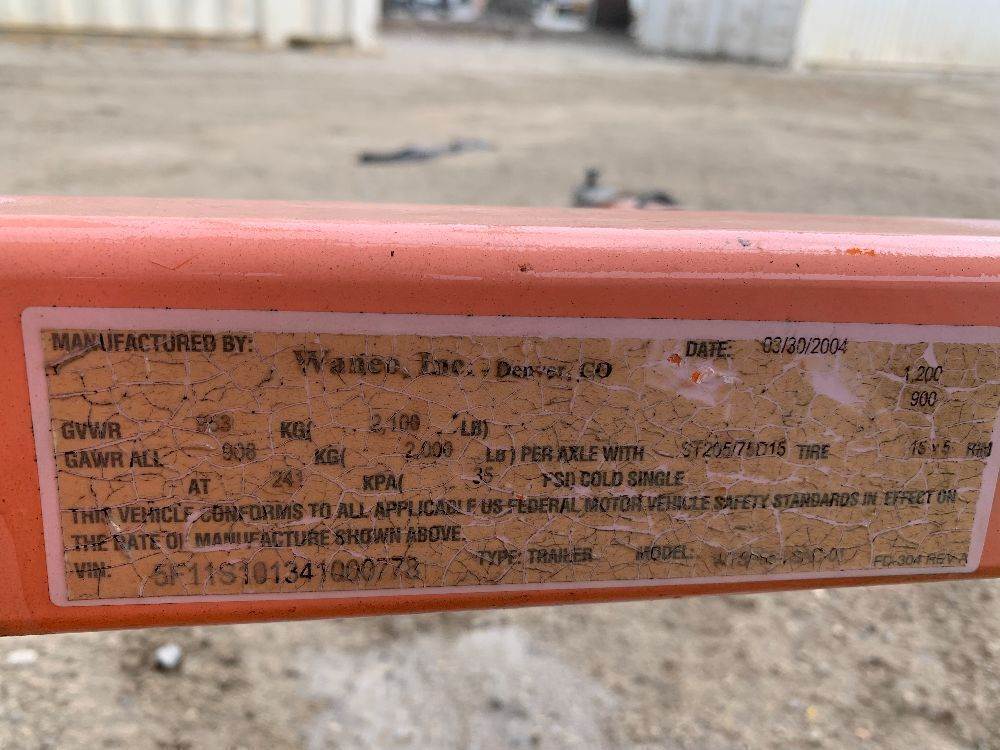 MANUFACTURED BY: Wanco, Inc. - Denver, CO DATE: 03/30/2004
1,200
900
GVWR 953 KG( 2,100 LB)
GAWR ALL 908 KG( 2,000 LB) PER AXLE WITH ST205/75D15 TIRE 15 x 5 RIM
AT 241 KPA( 35 PSI) COLD SINGLE
THIS VEHICLE CONFORMS TO ALL APPLICABLE US FEDERAL MOTOR VEHICLE SAFETY STANDARDS IN EFFECT ON
THE DATE OF MANUFACTURE SHOWN ABOVE.
VIN: 5F11S101341000778 TYPE: TRAILER MODEL: FD-304 REV A